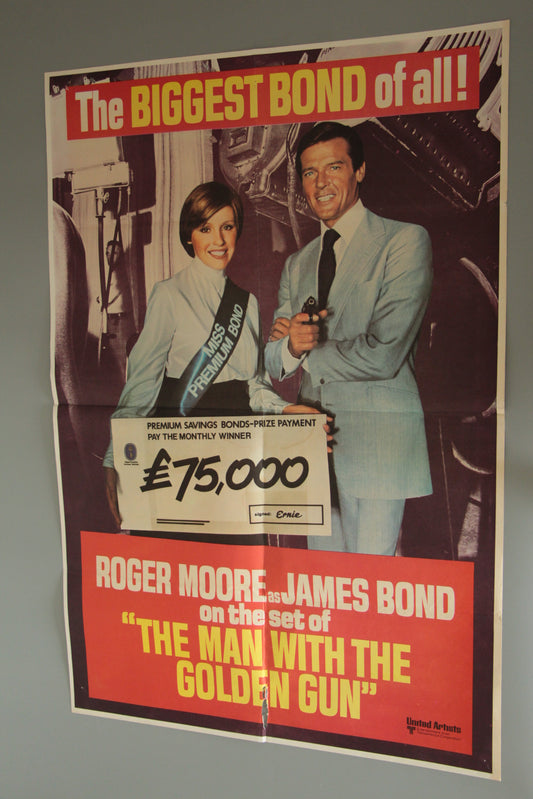 The BIGGEST BOND of all!
MISS
PREMIUM BOND
PREMIUM SAVINGS BONDS-PRIZE PAYMENT
PAY THE MONTHLY WINNER
£75,000
signed: Ernie
ROGER MOORE as JAMES BOND
on the set of
"THE MAN WITH THE
GOLDEN GUN"
United Artists